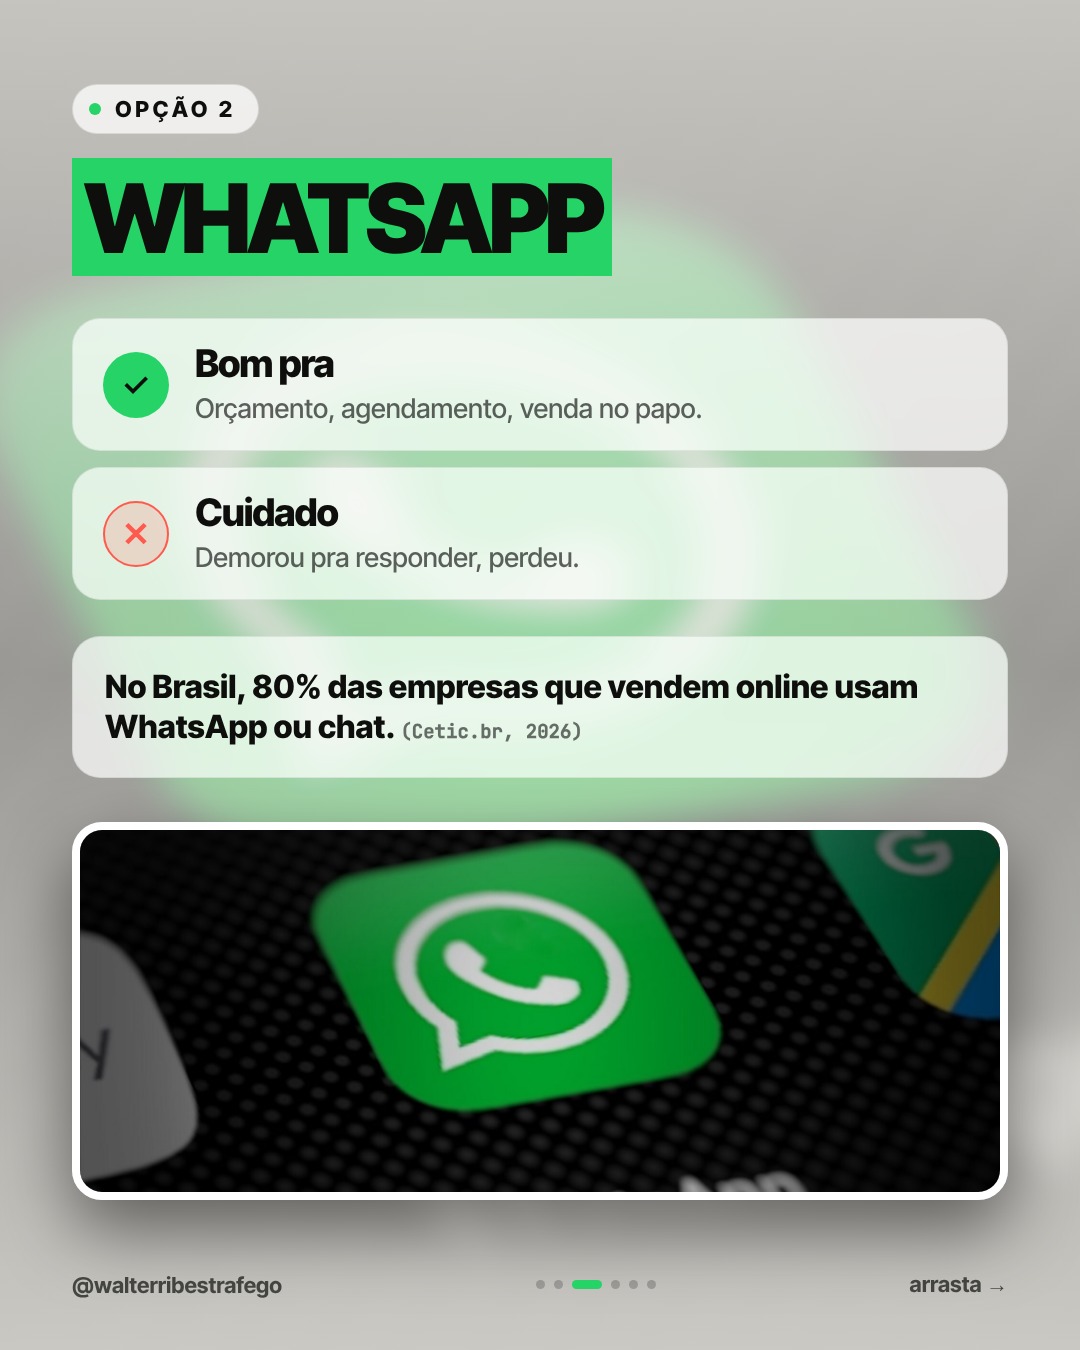 OPÇÃO 2
WHATSAPP
Bom pra
Orçamento, agendamento, venda no papo.
Cuidado
Demorou pra responder, perdeu.
No Brasil, 80% das empresas que vendem online usam
WhatsApp ou chat. (Cetic.br, 2026)
G
y
@walterribestrafego
arrasta →